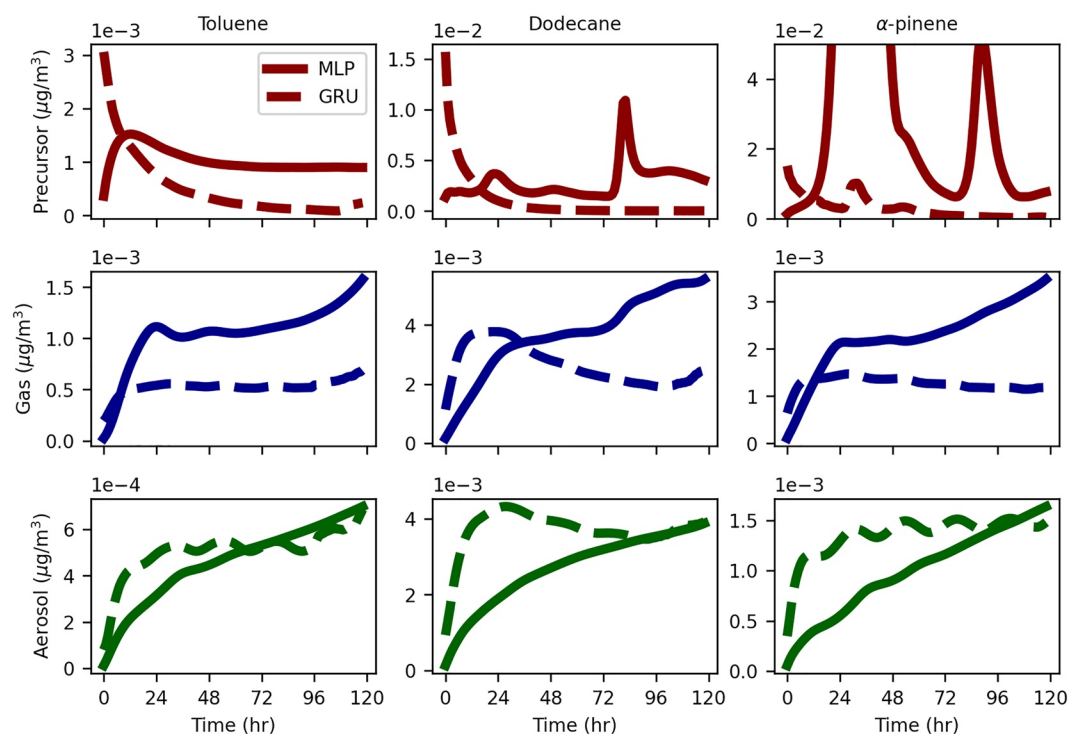 Toluene
Dodecane
α-pinene
1e−3
1e−2
1e−2
Precursor (μg/m³)
3
2
1
0
MLP
GRU
1.5
1.0
0.5
0.0
4
2
0
1e−3
1e−3
1e−3
Gas (μg/m³)
1.5
1.0
0.5
0.0
4
2
0
3
2
1
0
1e−4
1e−3
1e−3
Aerosol (μg/m³)
6
4
2
0
4
2
0
1.5
1.0
0.5
0.0
0 24 48 72 96 120
0 24 48 72 96 120
0 24 48 72 96 120
Time (hr)
Time (hr)
Time (hr)